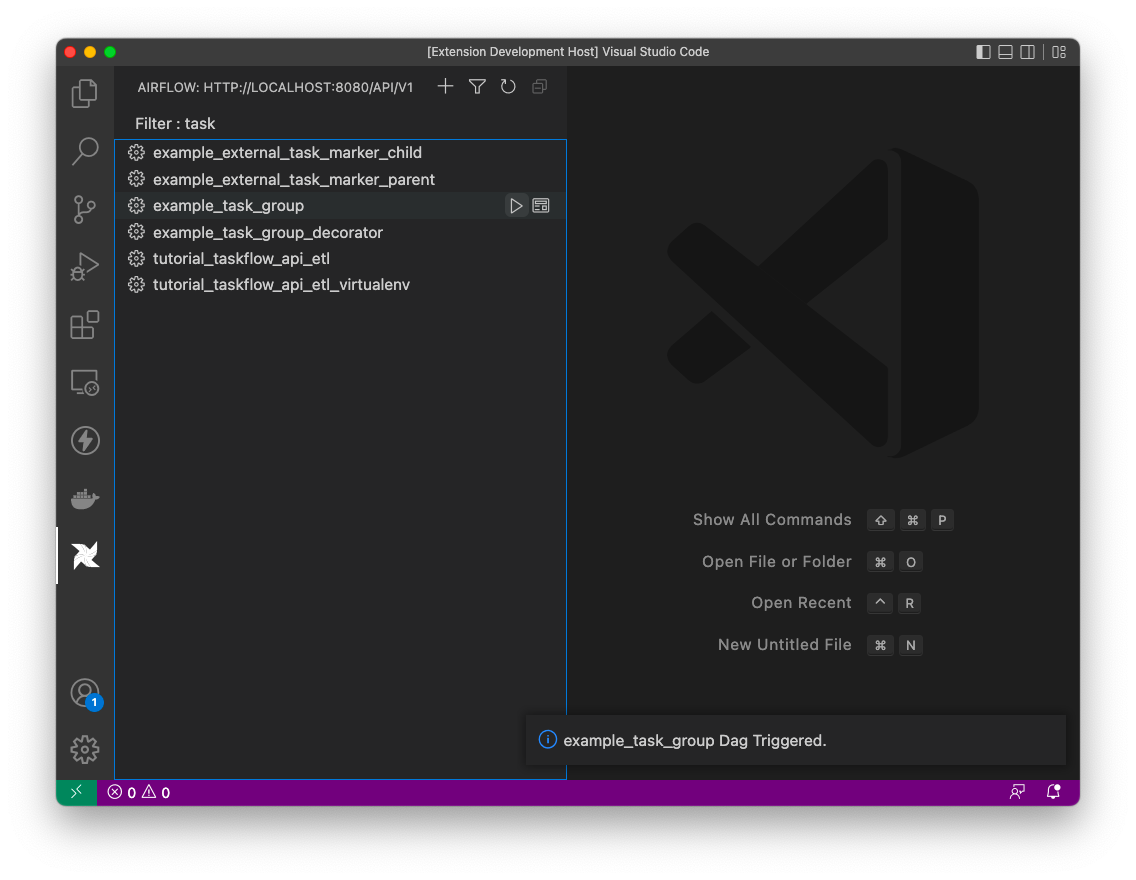 [Extension Development Host] Visual Studio Code
AIRFLOW: HTTP://LOCALHOST:8080/API/V1
Filter : task
example_external_task_marker_child
example_external_task_marker_parent
example_task_group
example_task_group_decorator
tutorial_taskflow_api_etl
tutorial_taskflow_api_etl_virtualenv
Show All Commands ⇧ ⌘ P
Open File or Folder ⌘ O
Open Recent ^ R
New Untitled File ⌘ N
1
example_task_group Dag Triggered.
0 0